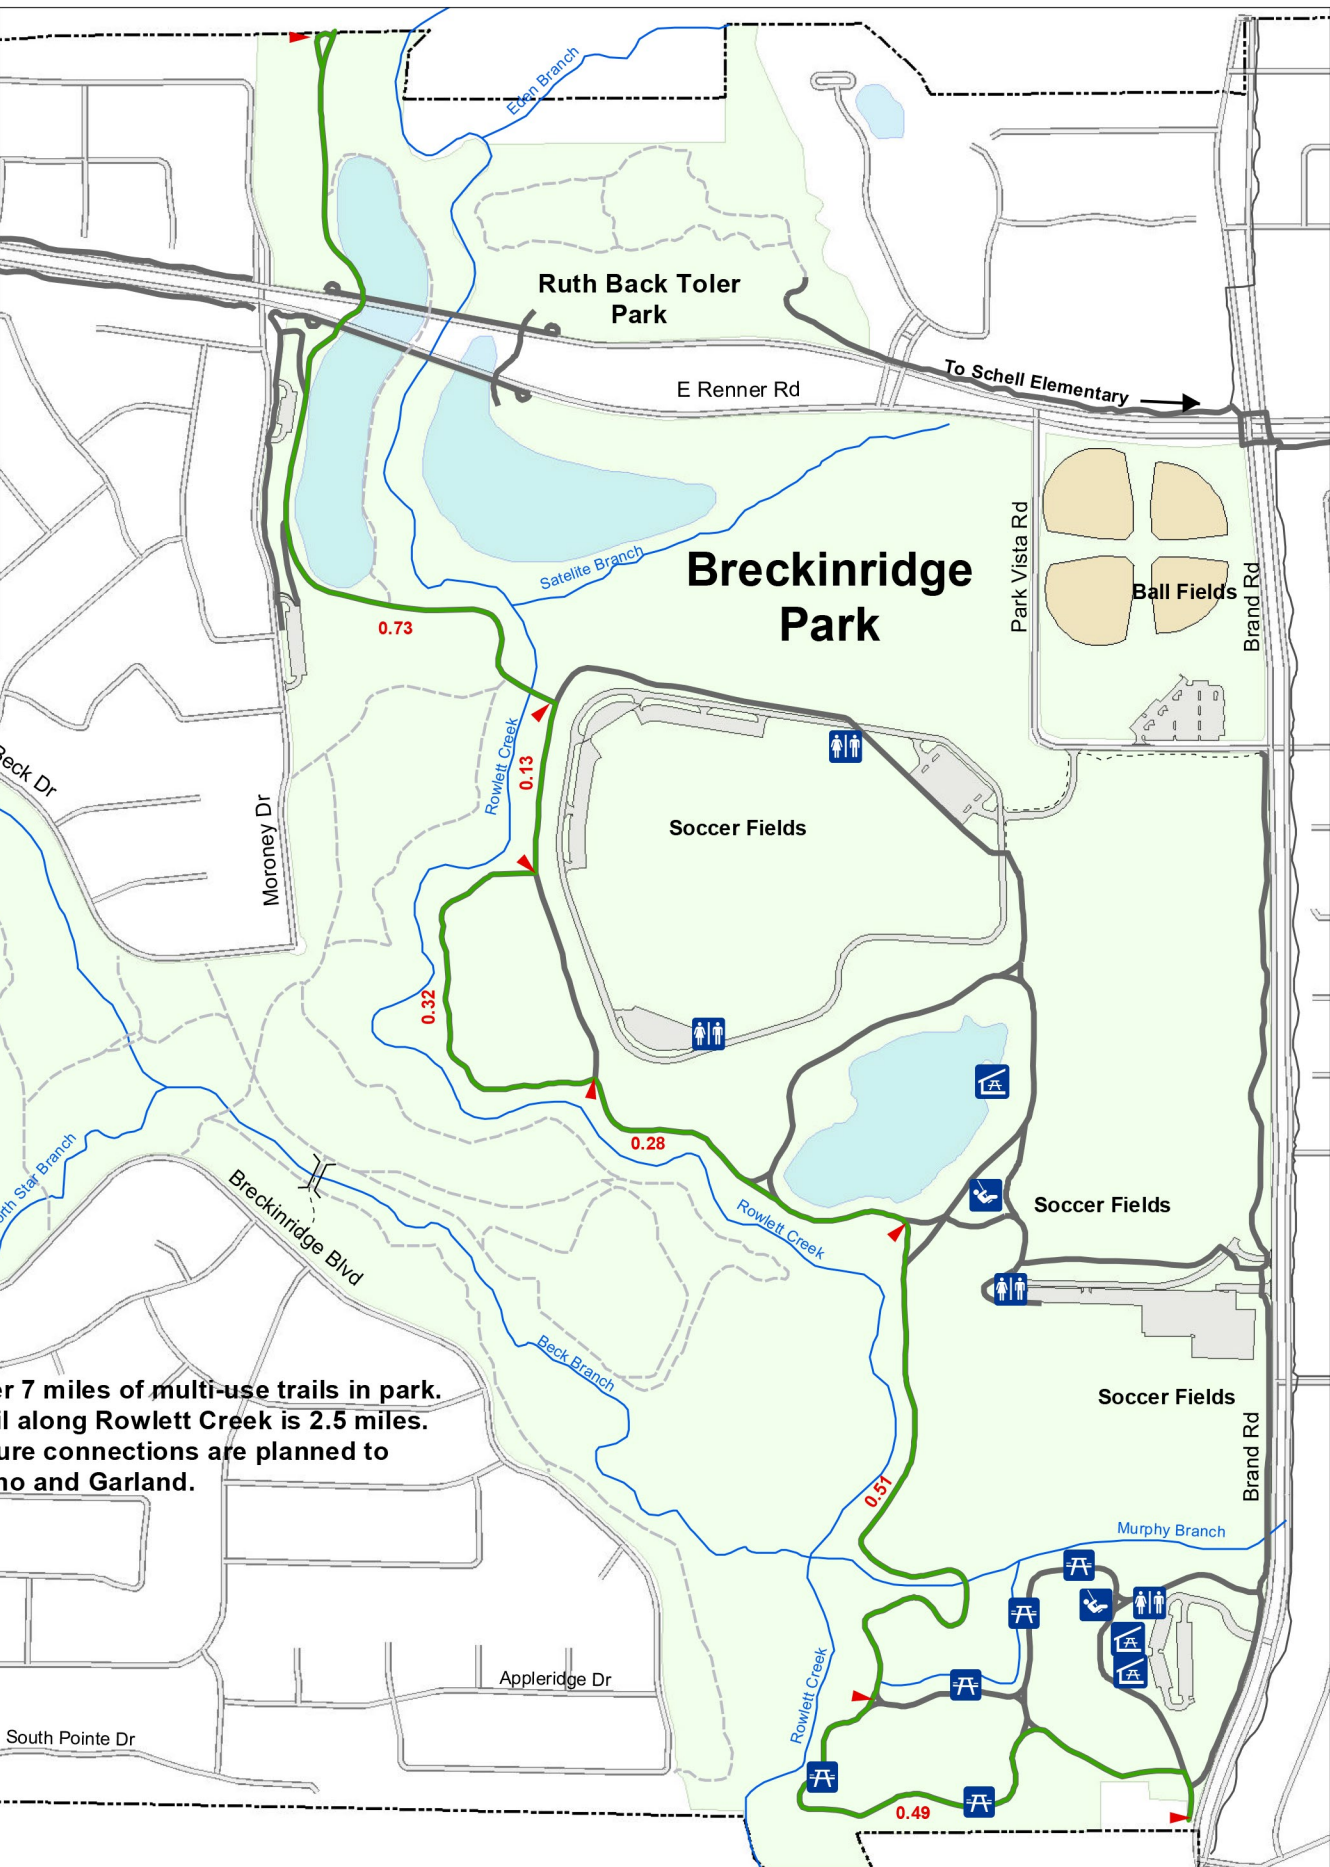 Eden Branch
Ruth Back Toler
Park
To Schell Elementary
E Renner Rd
Satelite Branch
Breckinridge
Park
Park Vista Rd
Ball Fields
Brand Rd
0.73
Rowlett Creek
0.13
Soccer Fields
Beck Dr
Moroney Dr
0.32
0.28
orth Star Branch
Breckinridge Blvd
Rowlett Creek
Soccer Fields
Beck Branch
er 7 miles of multi-use trails in park.
il along Rowlett Creek is 2.5 miles.
ure connections are planned to
no and Garland.
Soccer Fields
Brand Rd
0.51
Murphy Branch
Rowlett Creek
Appleridge Dr
South Pointe Dr
0.49